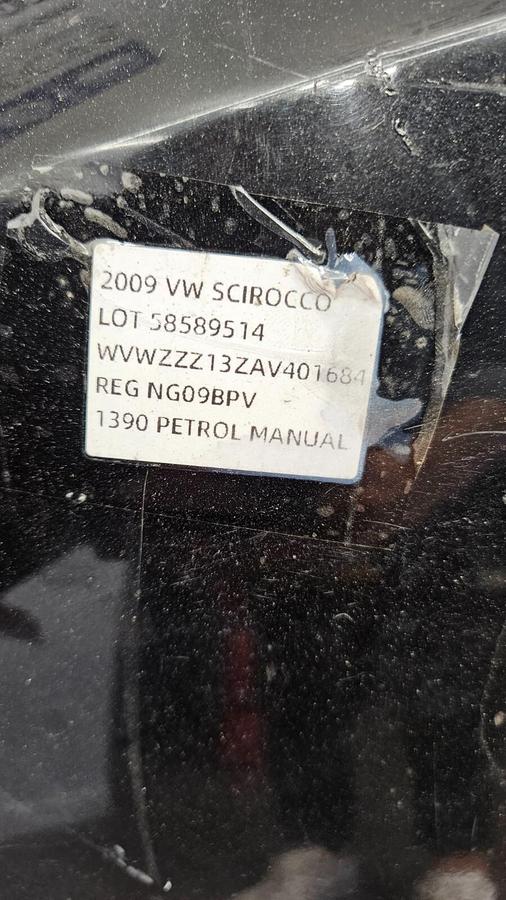 2009 VW SCIROCCO
LOT 58589514
WVWZZZ13ZAV401684
REG NG09BPV
1390 PETROL MANUAL